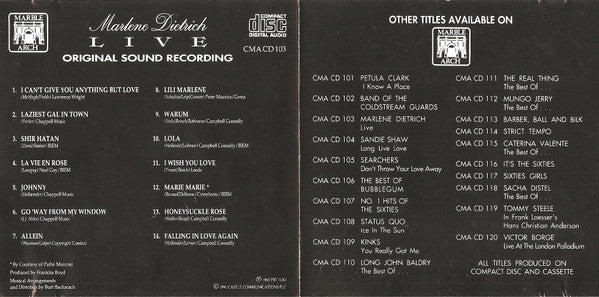 MARBLE
ARCH
Marlene Dietrich
LIVE
ORIGINAL SOUND RECORDING
COMPACT
disc
DIGITAL AUDIO
CMA CD 103
1. I CAN'T GIVE YOU ANYTHING BUT LOVE
(McHugh/Fields) Lawrence Wright
2. LAZIEST GAL IN TOWN
(Porter) Chappell Music
3. SHIR HATAN
4. LA VIE EN ROSE
(Louiguy) Noel Gay/BIEM
5. JOHNNY
(Hollander) Chappell Music
6. GO 'WAY FROM MY WINDOW
Chappell Music
7. ALLEIN
Copyright Control
8. LILI MARLENE
Peter Maurice/Gema
9. WARUM
Campbell Connelly
10. LOLA
Campbell Connelly/BIEM
11. I WISH YOU LOVE
Leeds
12. MARIE MARIE *
BIEM
13. HONEYSUCKLE ROSE
Campbell Connelly
14. FALLING IN LOVE AGAIN
Campbell Connelly
* By Courtesy of Pathé Marconi
Produced by Franklin Boyd
Musical Arrangements
and Direction by Burt Bacharach
CASTLE COMMUNICATIONS PLC
OTHER TITLES AVAILABLE ON
MARBLE
ARCH
CMA CD 101 PETULA CLARK
I Know A Place
CMA CD 102 BAND OF THE
COLDSTREAM GUARDS
CMA CD 103 MARLENE DIETRICH
Live
CMA CD 104 SANDIE SHAW
Long Live Love
CMA CD 105 SEARCHERS
Don't Throw Your Love Away
CMA CD 106 THE BEST OF
BUBBLEGUM
CMA CD 107 NO. 1 HITS OF
THE SIXTIES
CMA CD 108 STATUS QUO
Ice In The Sun
CMA CD 109 KINKS
You Really Got Me
CMA CD 110 LONG JOHN BALDRY
The Best Of . .
CMA CD 111 THE REAL THING
The Best Of . . .
CMA CD 112 MUNGO JERRY
The Best Of . . .
CMA CD 113 BARBER, BALL AND BILK
CMA CD 114 STRICT TEMPO
CMA CD 115 CATERINA VALENTE
The Best Of . . .
CMA CD 116 IT'S THE SIXTIES
CMA CD 117 SIXTIES GIRLS
CMA CD 118 SACHA DISTEL
The Best Of . . .
CMA CD 119 TOMMY STEELE
In Frank Loesser's
Hans Christian Anderson
CMA CD 120 VICTOR BORGE
Live At The London Palladium
ALL TITLES PRODUCED ON
COMPACT DISC AND CASSETTE